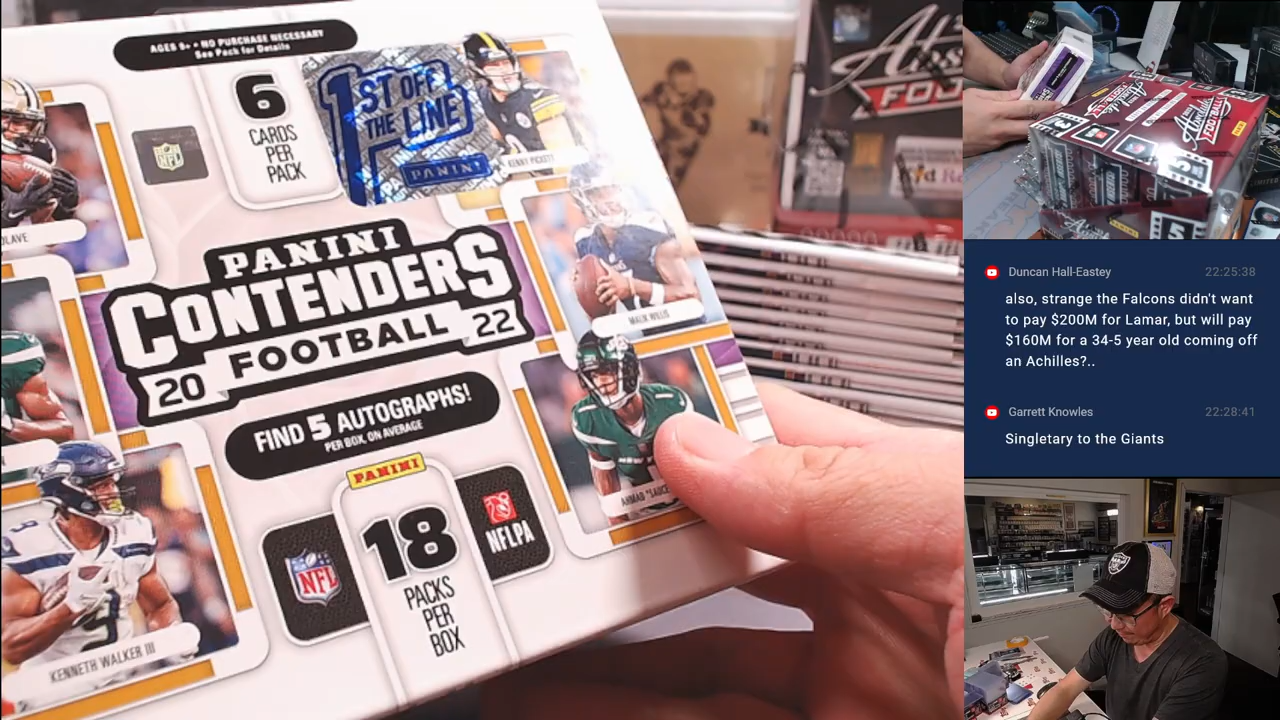 AGES 9+ • NO PURCHASE NECESSARY
See Pack for Details
6
CARDS
PER
PACK
1ST OFF
THE LINE
PANINI
KENNY PICKETT
MALIK WILLIS
NFL
PANINI
CONTENDERS
FOOTBALL
20
22
FIND 5 AUTOGRAPHS!
PER BOX, ON AVERAGE
PANINI
18
PACKS
PER
BOX
NFL
NFLPA
KENNETH WALKER III
AHMAD "SAUCE
Duncan Hall-Eastey 22:25:38
also, strange the Falcons didn't want
to pay $200M for Lamar, but will pay
$160M for a 34-5 year old coming off
an Achilles?..
Garrett Knowles 22:28:41
Singletary to the Giants